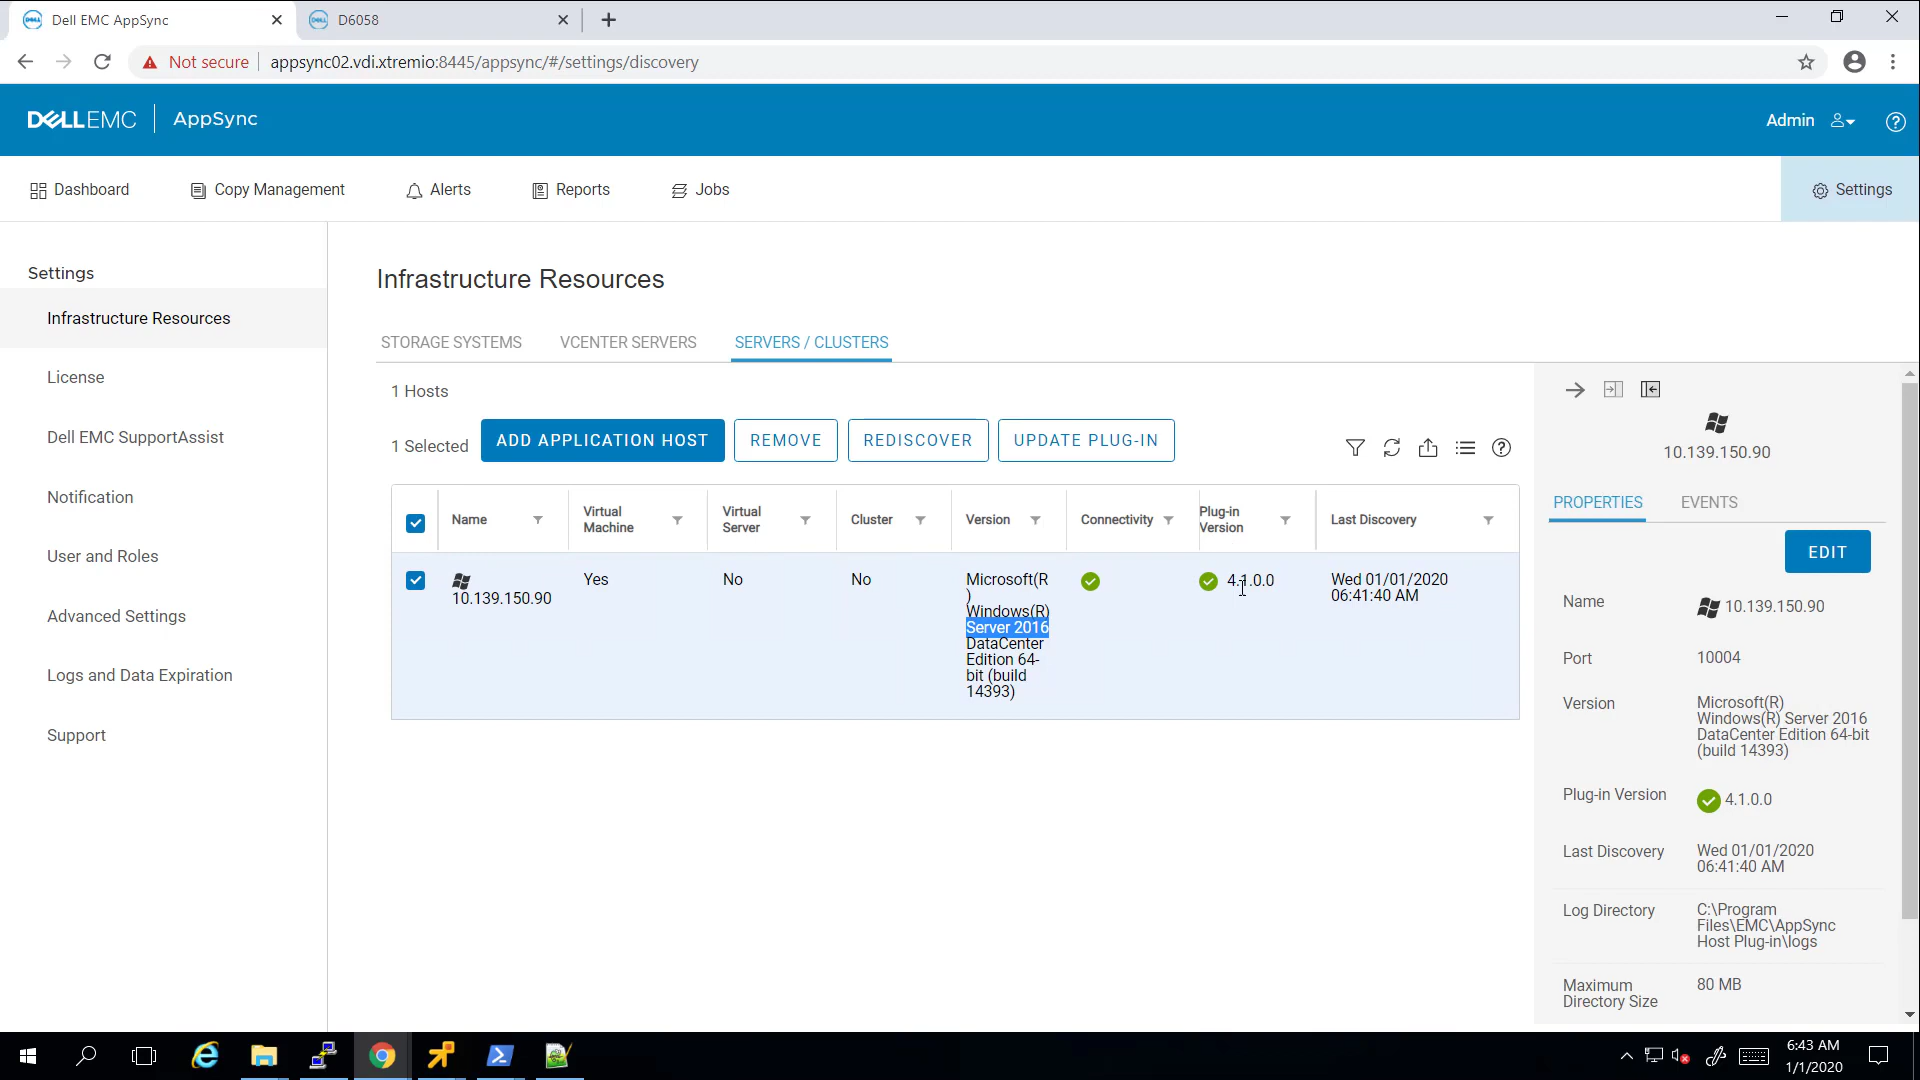 Dell EMC AppSync
D6058
Not secure
appsync02.vdi.xtremio:8445/appsync/#/settings/discovery
DELLEMC
AppSync
Admin
Dashboard
Copy Management
Alerts
Reports
Jobs
Settings
Settings
Infrastructure Resources
License
Dell EMC SupportAssist
Notification
User and Roles
Advanced Settings
Logs and Data Expiration
Support
Infrastructure Resources
STORAGE SYSTEMS
VCENTER SERVERS
SERVERS / CLUSTERS
1 Hosts
1 Selected
ADD APPLICATION HOST
REMOVE
REDISCOVER
UPDATE PLUG-IN
Name
Virtual
Machine
Virtual
Server
Cluster
Version
Connectivity
Plug-in
Version
Last Discovery
10.139.150.90
Yes
No
No
Microsoft(R
)
Windows(R)
Server 2016
DataCenter
Edition 64-
bit (build
14393)
4.1.0.0
Wed 01/01/2020
06:41:40 AM
10.139.150.90
PROPERTIES
EVENTS
EDIT
Name
10.139.150.90
Port
10004
Version
Microsoft(R)
Windows(R) Server 2016
DataCenter Edition 64-bit
(build 14393)
Plug-in Version
4.1.0.0
Last Discovery
Wed 01/01/2020
06:41:40 AM
Log Directory
C:\Program
Files\EMC\AppSync
Host Plug-in\logs
Maximum
Directory Size
80 MB
6:43 AM
1/1/2020